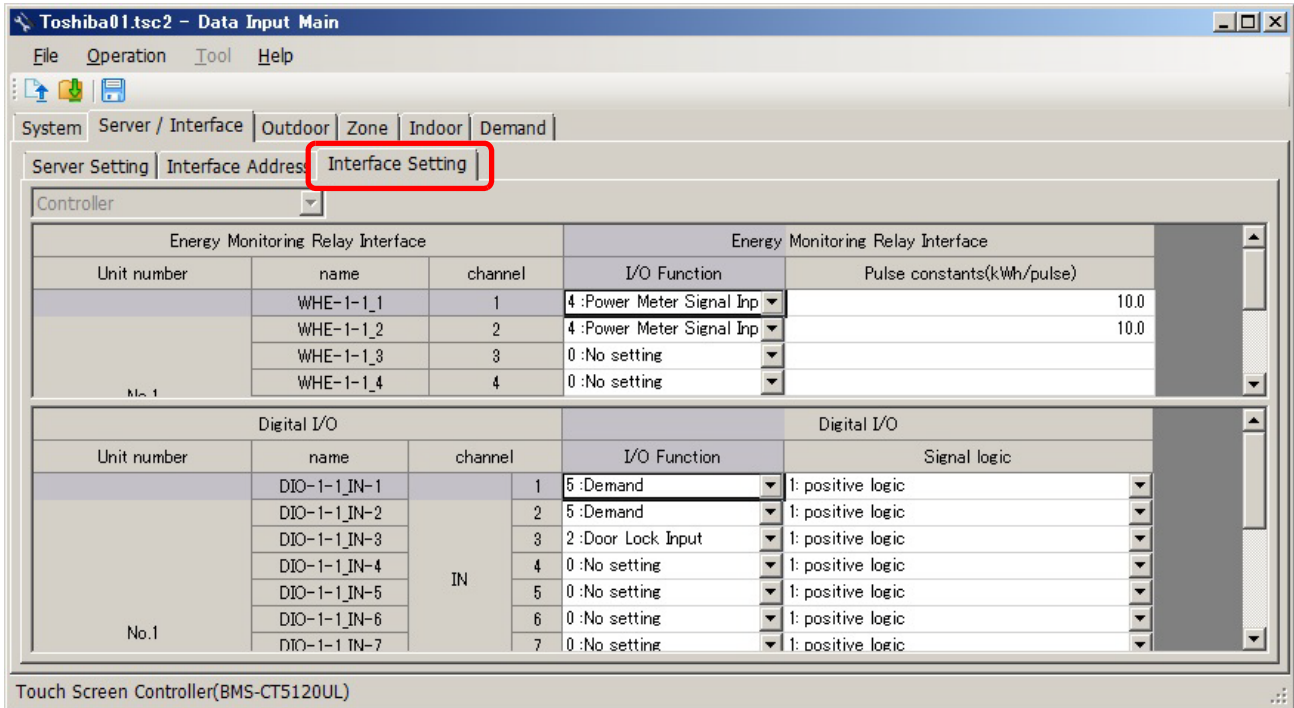 Toshiba01.tsc2 - Data Input Main
File Operation Tool Help
System Server / Interface Outdoor Zone Indoor Demand
Server Setting Interface Address Interface Setting
Controller
Energy Monitoring Relay Interface Energy Monitoring Relay Interface
Unit number name channel I/O Function Pulse constants(kWh/pulse)
WHE-1-1_1 1 4 :Power Meter Signal Inp 10.0
WHE-1-1_2 2 4 :Power Meter Signal Inp 10.0
WHE-1-1_3 3 0 :No setting
WHE-1-1_4 4 0 :No setting
No.1
Digital I/O Digital I/O
Unit number name channel I/O Function Signal logic
DIO-1-1_IN-1 1 5 :Demand 1: positive logic
DIO-1-1_IN-2 2 5 :Demand 1: positive logic
DIO-1-1_IN-3 3 2 :Door Lock Input 1: positive logic
DIO-1-1_IN-4 4 0 :No setting 1: positive logic
IN
DIO-1-1_IN-5 5 0 :No setting 1: positive logic
DIO-1-1_IN-6 6 0 :No setting 1: positive logic
No.1
DIO-1-1_IN-7 7 0 :No setting 1: positive logic
Touch Screen Controller(BMS-CT5120UL)